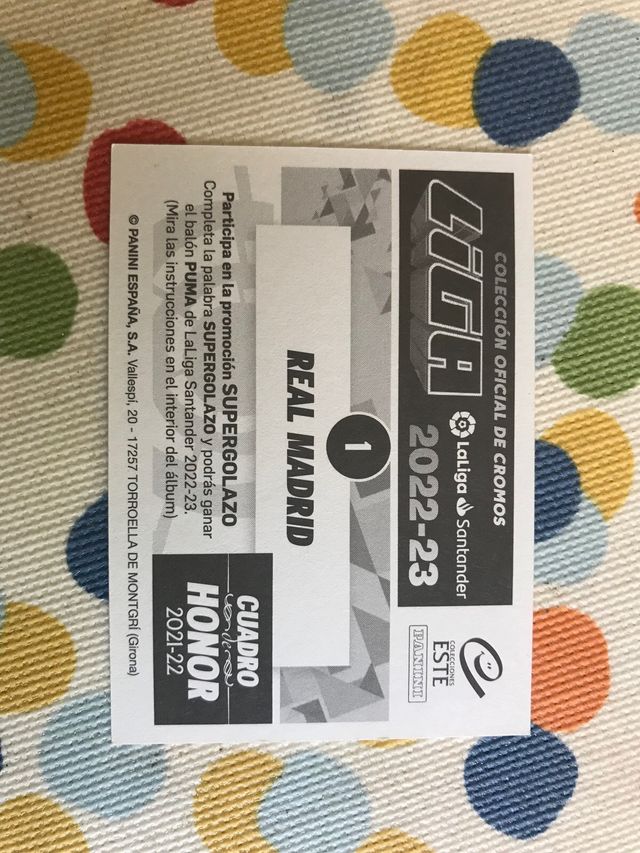 COLECCIÓN OFICIAL DE CROMOS
LiGA
LaLiga Santander
2022-23
COLECCIONES
ESTE
PANINI
1
REAL MADRID
Participa en la promoción SUPERGOLAZO
Completa la palabra SUPERGOLAZO y podrás ganar
el balón PUMA de LaLiga Santander 2022-23.
(Mira las instrucciones en el interior del álbum)
CUADRO
HONOR
2021-22
© PANINI ESPAÑA, S.A. Vallespí, 20 - 17257 TORROELLA DE MONTGRÍ (Girona)